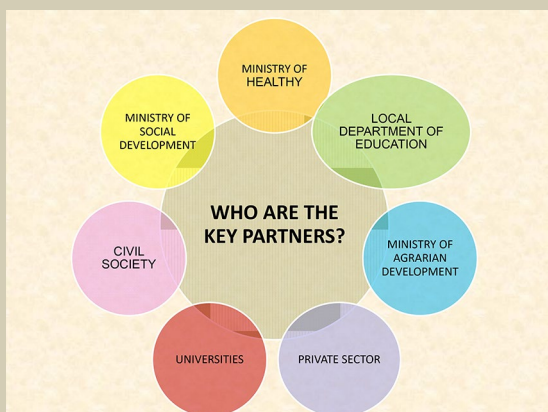 MINISTRY OF
HEALTHY
LOCAL
DEPARTMENT OF
EDUCATION
MINISTRY OF
AGRARIAN
DEVELOPMENT
PRIVATE SECTOR
UNIVERSITIES
CIVIL
SOCIETY
MINISTRY OF
SOCIAL
DEVELOPMENT
WHO ARE THE
KEY PARTNERS?